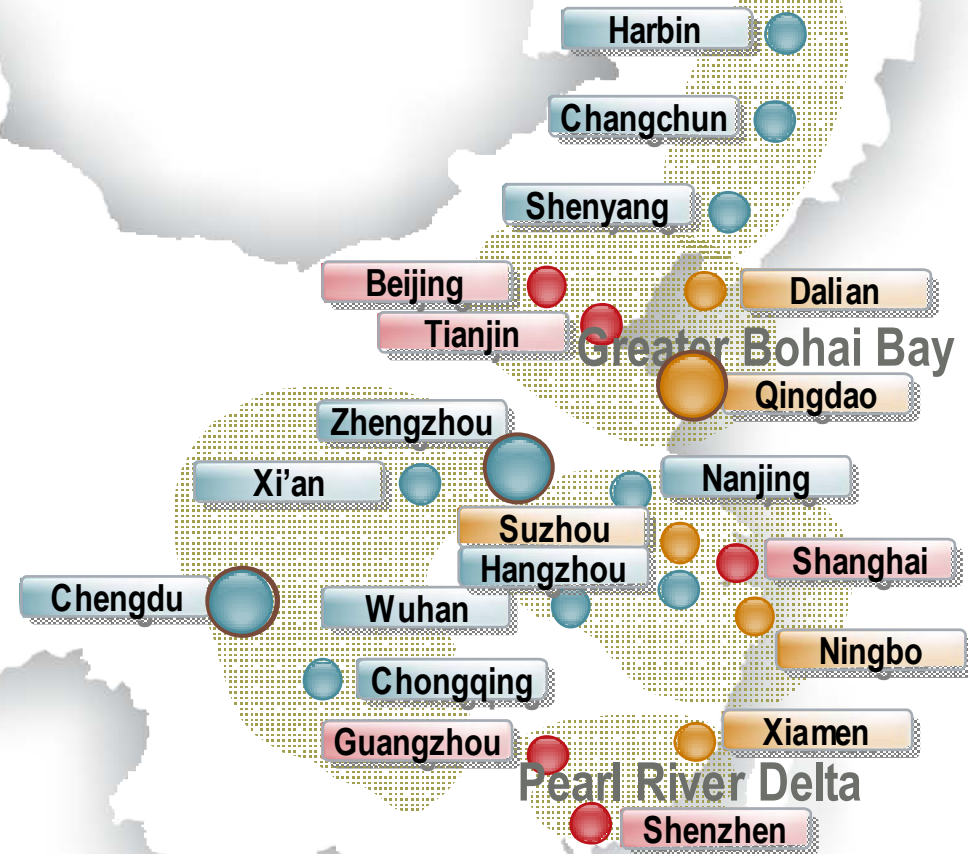 Harbin
Changchun
Shenyang
Beijing
Dalian
Tianjin
Greater Bohai Bay
Qingdao
Zhengzhou
Xi'an
Nanjing
Suzhou
Hangzhou
Shanghai
Chengdu
Wuhan
Ningbo
Chongqing
Guangzhou
Xiamen
Pearl River Delta
Shenzhen